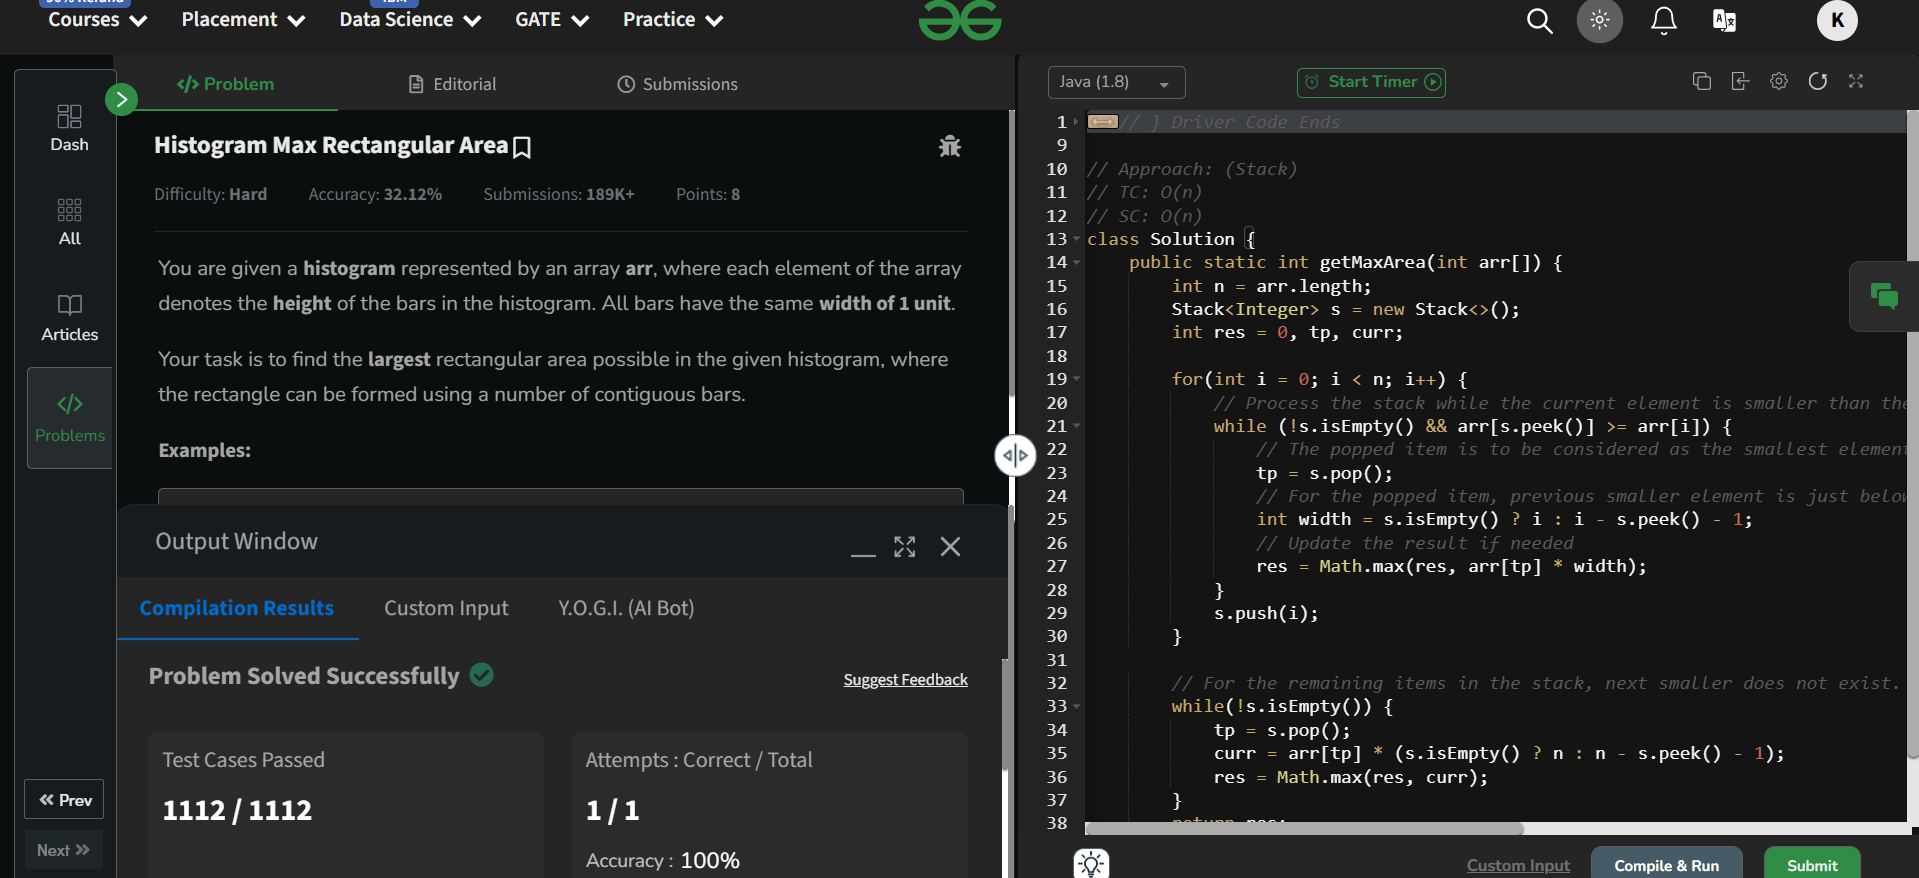 Courses
Placement
Data Science
GATE
Practice
K
Dash
All
Articles
Problems
Prev
Next
Problem
Editorial
Submissions
Histogram Max Rectangular Area
Difficulty: Hard Accuracy: 32.12% Submissions: 189K+ Points: 8
You are given a histogram represented by an array arr, where each element of the array
denotes the height of the bars in the histogram. All bars have the same width of 1 unit.
Your task is to find the largest rectangular area possible in the given histogram, where
the rectangle can be formed using a number of contiguous bars.
Examples:
Output Window
Compilation Results Custom Input Y.O.G.I. (AI Bot)
Problem Solved Successfully
Suggest Feedback
Test Cases Passed
1112 / 1112
Attempts : Correct / Total
1 / 1
Accuracy : 100%
Java (1.8)
Start Timer
1 // } Driver Code Ends
9
10 // Approach: (Stack)
11 // TC: O(n)
12 // SC: O(n)
13 class Solution {
14 public static int getMaxArea(int arr[]) {
15 int n = arr.length;
16 Stack<Integer> s = new Stack<>();
17 int res = 0, tp, curr;
18
19 for(int i = 0; i < n; i++) {
20 // Process the stack while the current element is smaller than the
21 while (!s.isEmpty() && arr[s.peek()] >= arr[i]) {
22 // The popped item is to be considered as the smallest element
23 tp = s.pop();
24 // For the popped item, previous smaller element is just below
25 int width = s.isEmpty() ? i : i - s.peek() - 1;
26 // Update the result if needed
27 res = Math.max(res, arr[tp] * width);
28 }
29 s.push(i);
30 }
31
32 // For the remaining items in the stack, next smaller does not exist.
33 while(!s.isEmpty()) {
34 tp = s.pop();
35 curr = arr[tp] * (s.isEmpty() ? n : n - s.peek() - 1);
36 res = Math.max(res, curr);
37 }
38 return res;
Custom Input
Compile & Run
Submit